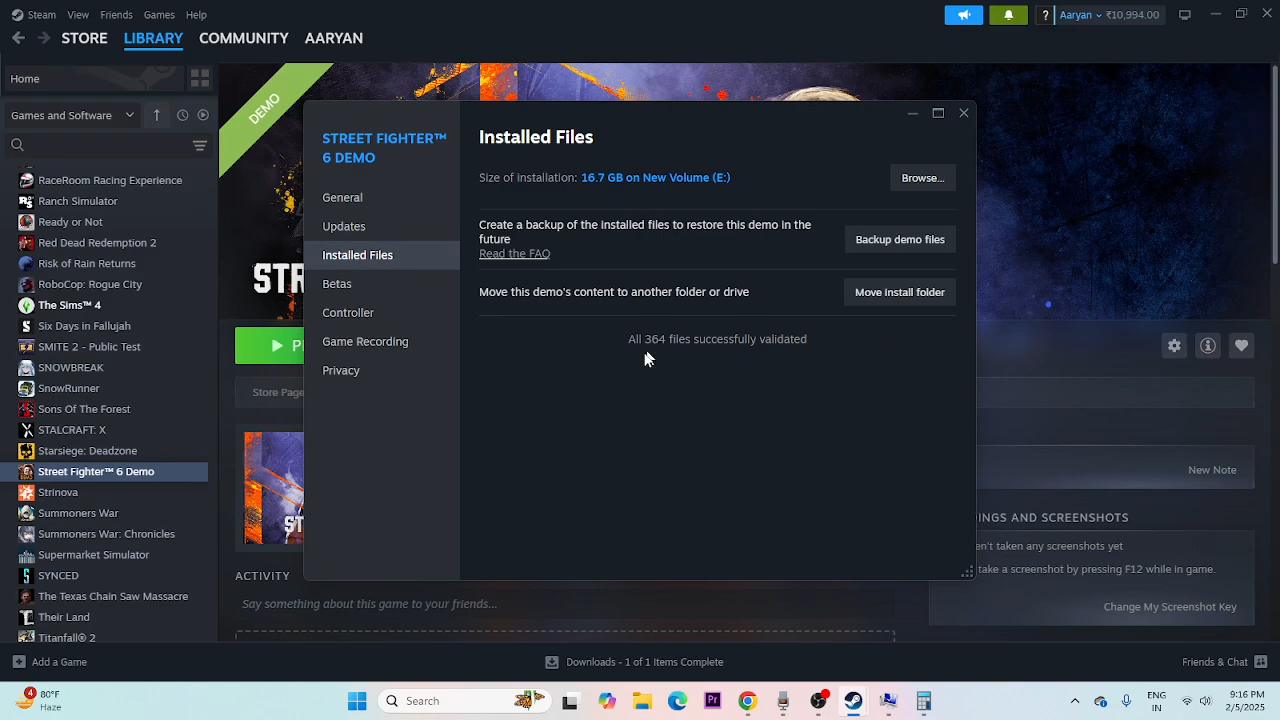 Steam View Friends Games Help
? Aaryan ₹10,994.00
STORE LIBRARY COMMUNITY AARYAN
Home
Games and Software
RaceRoom Racing Experience
Ranch Simulator
Ready or Not
Red Dead Redemption 2
Risk of Rain Returns
RoboCop: Rogue City
The Sims™ 4
Six Days in Fallujah
SMITE 2 - Public Test
SNOWBREAK
SnowRunner
Sons Of The Forest
STALCRAFT: X
Starsiege: Deadzone
Street Fighter™ 6 Demo
Strinova
Summoners War
Summoners War: Chronicles
Supermarket Simulator
SYNCED
The Texas Chain Saw Massacre
Their Land
Titanfall® 2
DEMO
STREET FIGHTER™
6 DEMO
General
Updates
Installed Files
Betas
Controller
Game Recording
Privacy
Installed Files
Size of installation: 16.7 GB on New Volume (E:)
Browse...
Create a backup of the installed files to restore this demo in the
future
Read the FAQ
Backup demo files
Move this demo's content to another folder or drive
Move install folder
All 364 files successfully validated
Store Page
New Note
INGS AND SCREENSHOTS
en't taken any screenshots yet
take a screenshot by pressing F12 while in game.
Change My Screenshot Key
ACTIVITY
Say something about this game to your friends...
Add a Game
Downloads - 1 of 1 Items Complete
Friends & Chat
4
80°F
Haze
Search
Pr
ENG
IN
9:16 PM
2/5/2025